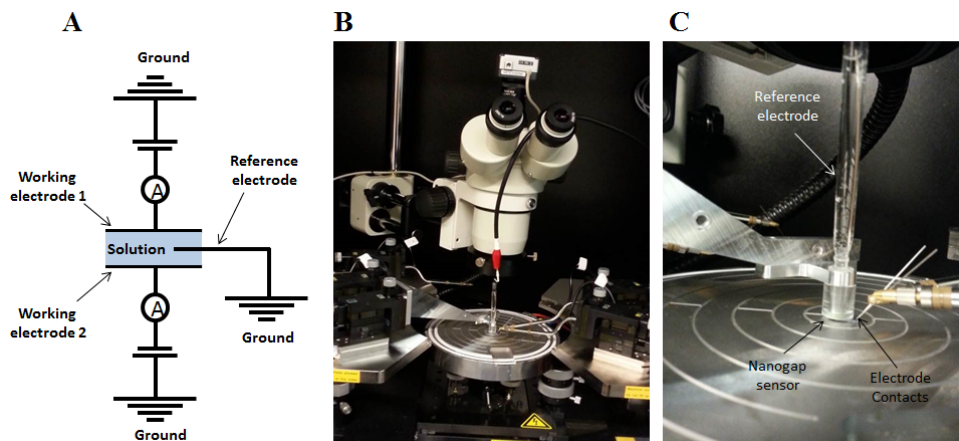 A
Ground
A
Working
electrode 1
Reference
electrode
Solution
A
Working
electrode 2
Ground
Ground
B
C
Reference
electrode
Nanogap
sensor
Electrode
Contacts